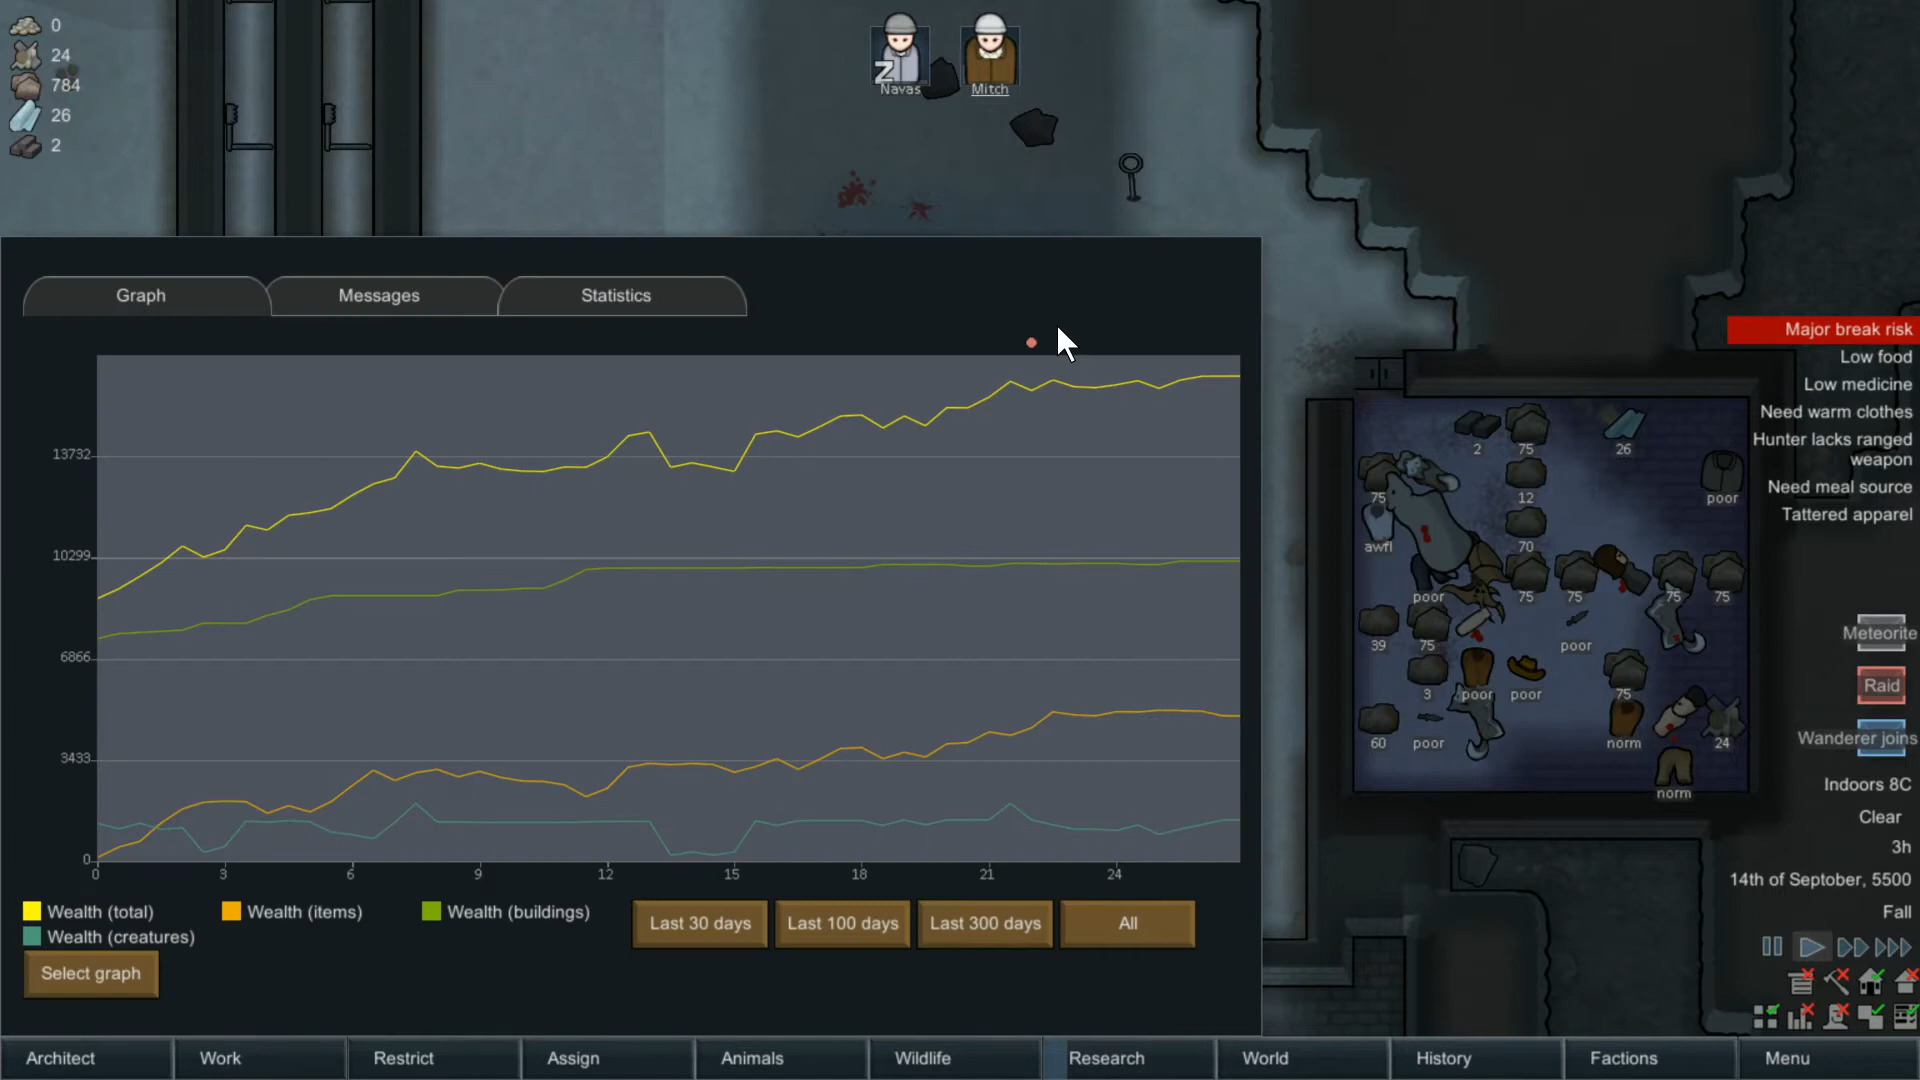 0
24
784
26
2
Z
Navas
Mitch
Graph
Messages
Statistics
13732
10299
6866
3433
0
0
3
6
9
12
15
18
21
24
Wealth (total)
Wealth (items)
Wealth (buildings)
Wealth (creatures)
Last 30 days
Last 100 days
Last 300 days
All
Select graph
2
75
26
75
12
poor
awfl
70
poor
75
75
75
75
39
75
poor
3
poor
poor
75
60
poor
norm
24
norm
Major break risk
Low food
Low medicine
Need warm clothes
Hunter lacks ranged
weapon
Need meal source
Tattered apparel
Meteorite
Raid
Wanderer joins
Indoors 8C
Clear
3h
14th of Septober, 5500
Fall
Architect
Work
Restrict
Assign
Animals
Wildlife
Research
World
History
Factions
Menu